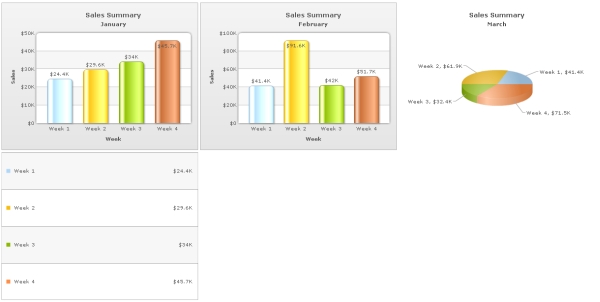 Sales Summary
January
$50K
$40K
$30K
$20K
$10K
$0
Sales
$24.4K
$29.6K
$34K
$45.7K
Week 1
Week 2
Week 3
Week 4
Week
Sales Summary
February
$100K
$80K
$60K
$40K
$20K
$0
Sales
$41.4K
$91.6K
$42K
$51.7K
Week 1
Week 2
Week 3
Week 4
Week
Sales Summary
March
Week 2, $61.9K
Week 1, $41.4K
Week 3, $32.4K
Week 4, $71.5K
Week 1 $24.4K
Week 2 $29.6K
Week 3 $34K
Week 4 $45.7K